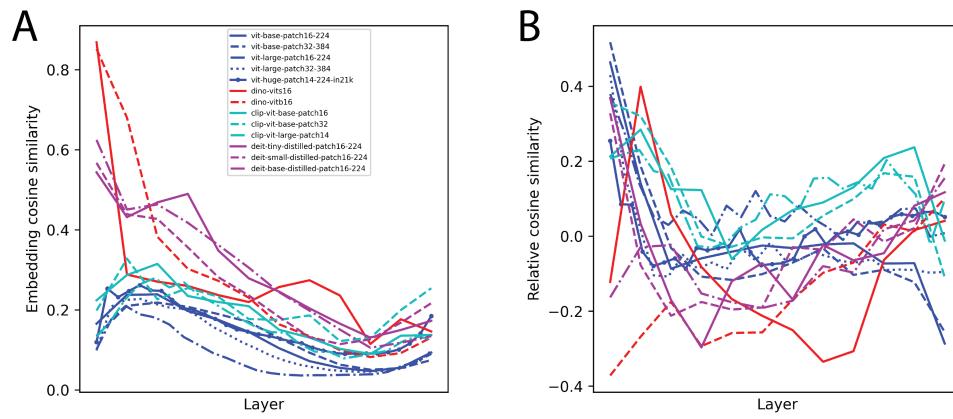 A
B
vit-base-patch16-224
vit-base-patch32-384
vit-large-patch16-224
vit-large-patch32-384
vit-huge-patch14-224-in21k
dino-vits16
dino-vitb16
clip-vit-base-patch16
clip-vit-base-patch32
clip-vit-large-patch14
deit-tiny-distilled-patch16-224
deit-small-distilled-patch16-224
deit-base-distilled-patch16-224
Embedding cosine similarity
0.8
0.6
0.4
0.2
0.0
Layer
Relative cosine similarity
0.4
0.2
0.0
−0.2
−0.4
Layer